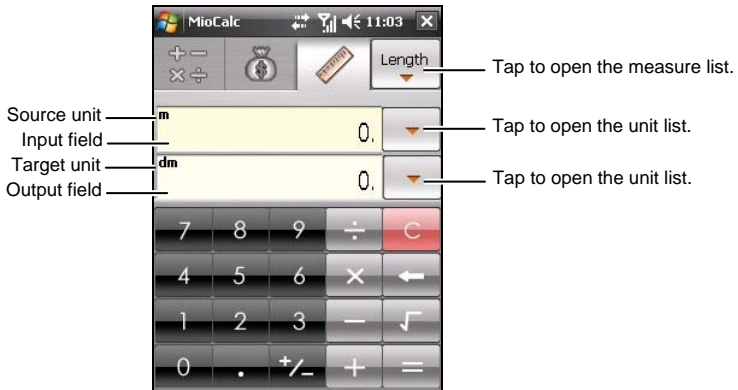 MioCalc 11:03
Length
Tap to open the measure list.
Source unit
m
Input field
0.
Tap to open the unit list.
Target unit
dm
Output field
0.
Tap to open the unit list.
7 8 9 ÷ C
4 5 6 × ←
1 2 3 − √
0 . +/− + =